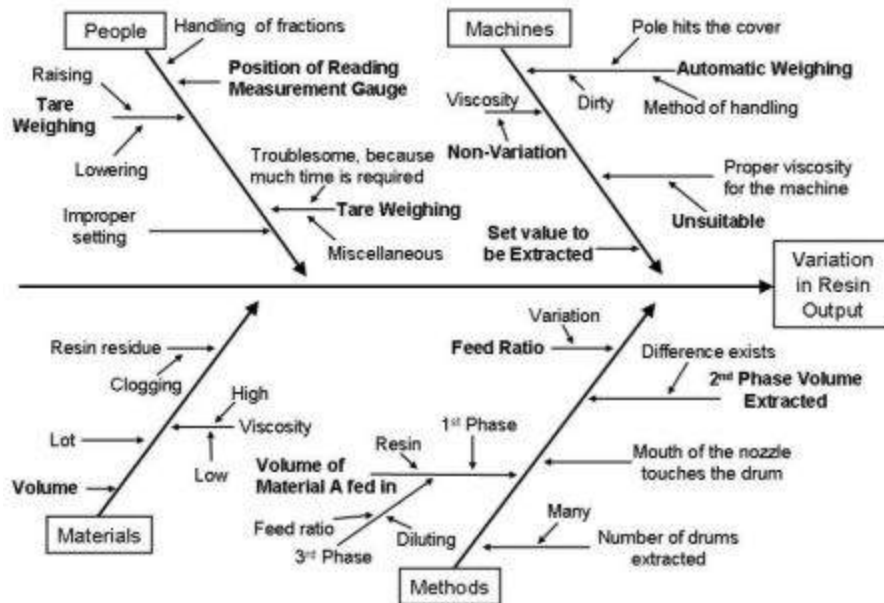 People
Handling of fractions
Position of Reading
Measurement Gauge
Raising
Tare
Weighing
Lowering
Troublesome, because
much time is required
Tare Weighing
Miscellaneous
Improper
setting
Machines
Pole hits the cover
Automatic Weighing
Dirty
Method of handling
Viscosity
Non-Variation
Proper viscosity
for the machine
Unsuitable
Set value to
be Extracted
Variation
in Resin
Output
Resin residue
Clogging
High
Viscosity
Low
Lot
Volume
Materials
Variation
Feed Ratio
Difference exists
2nd Phase Volume
Extracted
1st Phase
Resin
Volume of
Material A fed in
Feed ratio
3rd Phase
Diluting
Mouth of the nozzle
touches the drum
Many
Number of drums
extracted
Methods